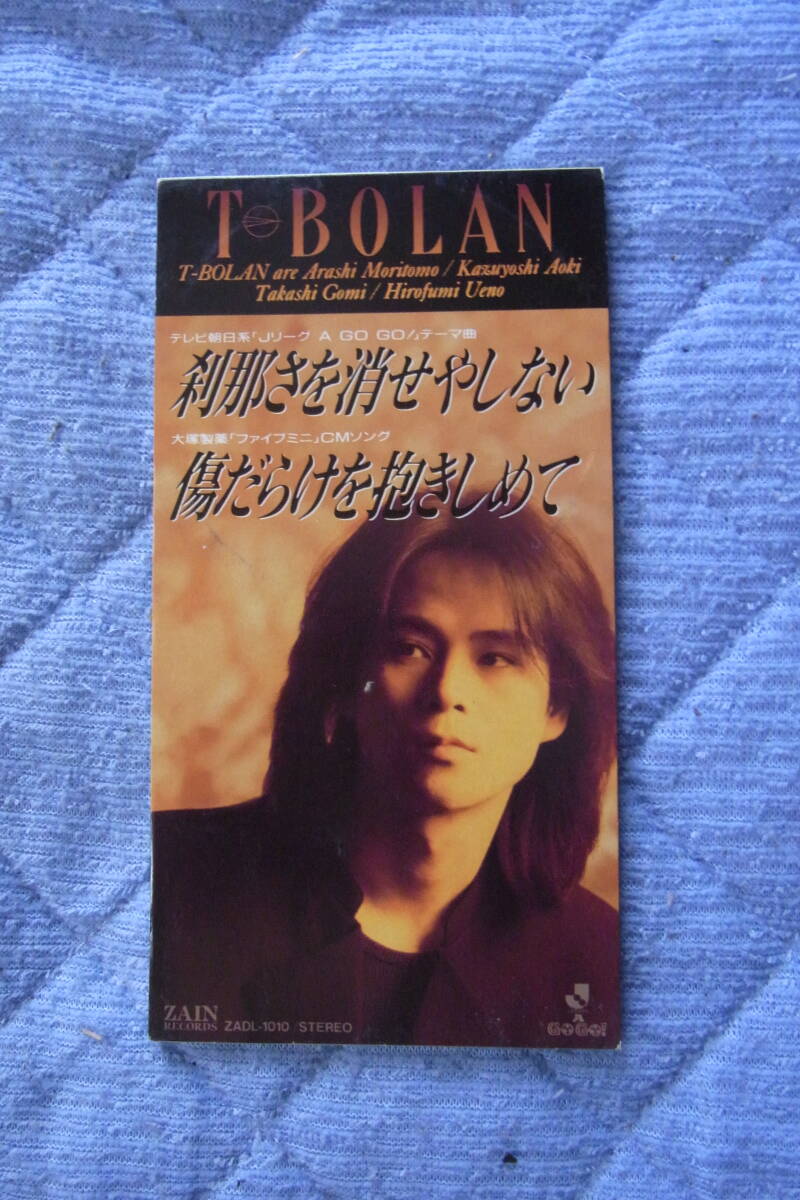 T-BOLAN
T-BOLAN are Arashi Moritomo / Kazuyoshi Aoki
Takashi Gomi / Hirofumi Ueno
テレビ朝日系「Jリーグ A GO GO!」テーマ曲
刹那さを消せやしない
大塚製薬「ファイブミニ」CMソング
傷だらけを抱きしめて
ZAIN
RECORDS ZADL-1010 STEREO
J
A
GO GO!